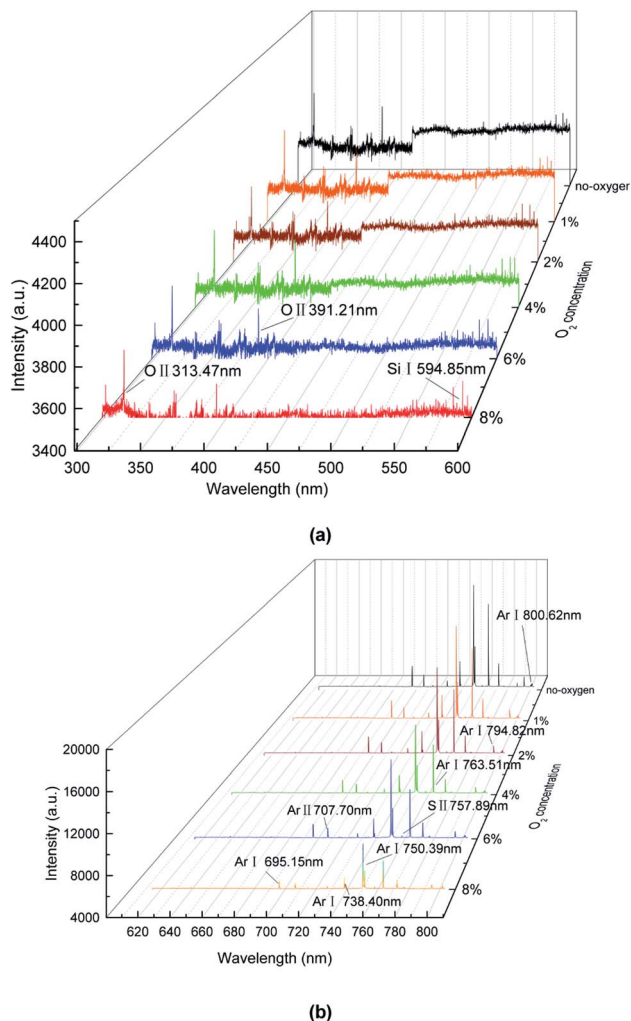 4400
4200
4000
3800
3600
3400
Intensity (a.u.)
300 350 400 450 500 550 600
Wavelength (nm)
no-oxygen
1%
2%
4%
6%
8%
O2 concentration
O Ⅱ 391.21nm
O Ⅱ 313.47nm
Si Ⅰ 594.85nm
(a)
20000
16000
12000
8000
4000
Intensity (a.u.)
620 640 660 680 700 720 740 760 780 800
Wavelength (nm)
no-oxygen
1%
2%
4%
6%
8%
O2 concentration
Ar Ⅰ 800.62nm
Ar Ⅰ 794.82nm
Ar Ⅰ 763.51nm
Ar Ⅱ 707.70nm
S Ⅱ 757.89nm
Ar Ⅰ 750.39nm
Ar Ⅰ 695.15nm
Ar Ⅰ 738.40nm
(b)